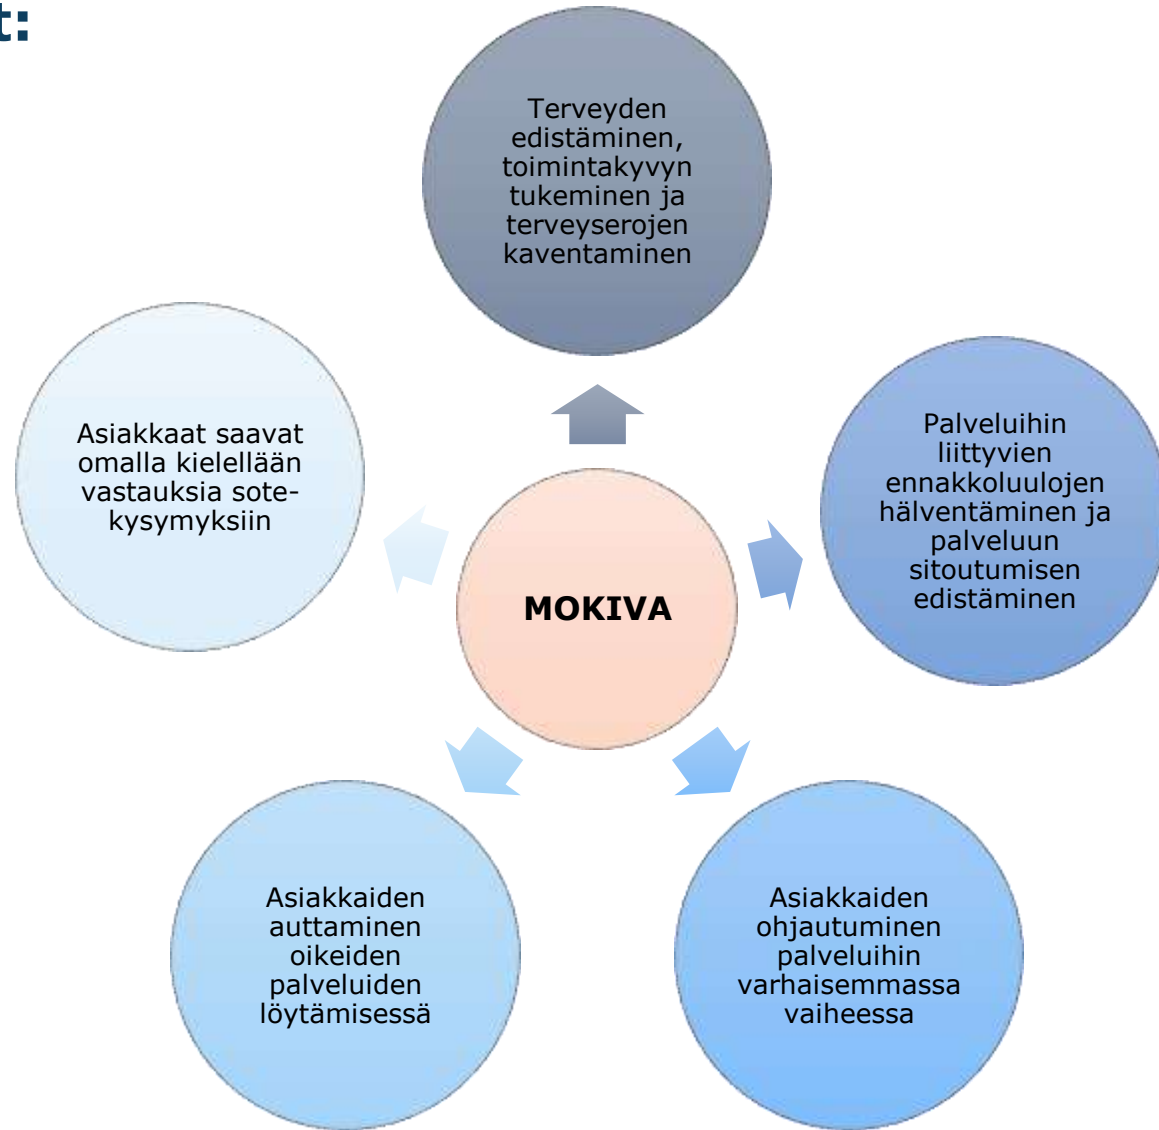 t:
Terveyden
edistäminen,
toimintakyvyn
tukeminen ja
terveyserojen
kaventaminen
Palveluihin
liittyvien
ennakkoluulojen
hälventäminen ja
palveluun
sitoutumisen
edistäminen
Asiakkaat saavat
omalla kielellään
vastauksia sote-
kysymyksiin
MOKIVA
Asiakkaiden
auttaminen
oikeiden
palveluiden
löytämisessä
Asiakkaiden
ohjautuminen
palveluihin
varhaisemmassa
vaiheessa